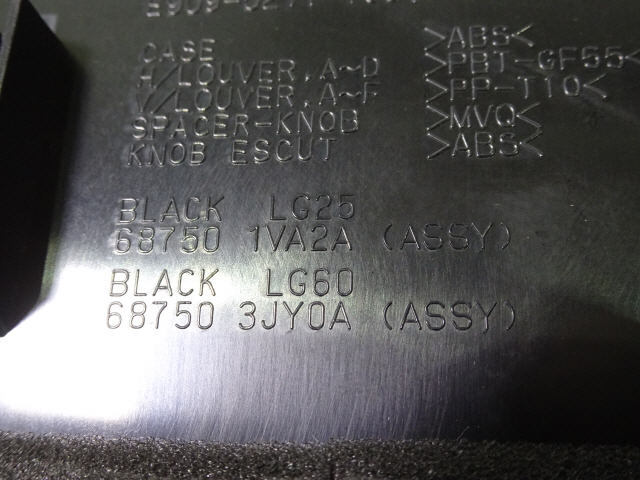 CASE >ABS<
H/LOUVER,A~D >PBT-GF55<
V/LOUVER,A~F >PP-T10<
SPACER-KNOB >MVQ<
KNOB ESCUT >ABS<
BLACK LG25
68750 1VA2A (ASSY)
BLACK LG60
68750 3JY0A (ASSY)